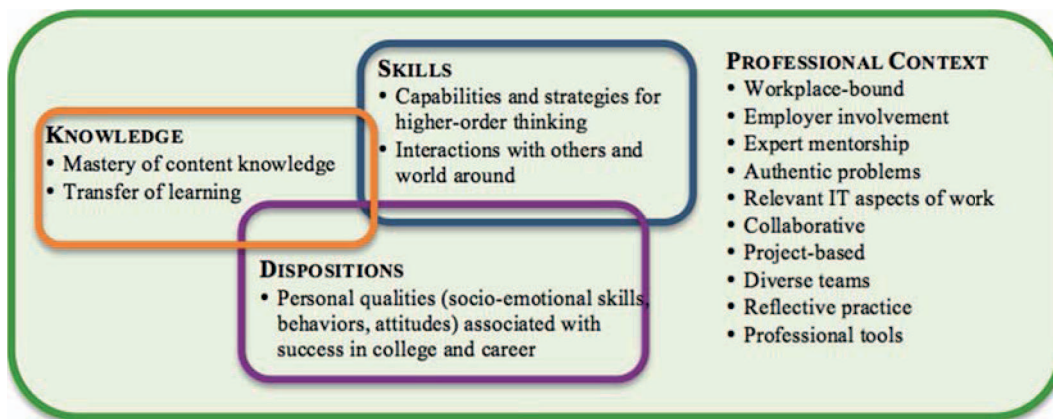 KNOWLEDGE
• Mastery of content knowledge
• Transfer of learning
SKILLS
• Capabilities and strategies for
higher-order thinking
• Interactions with others and
world around
DISPOSITIONS
• Personal qualities (socio-emotional skills,
behaviors, attitudes) associated with
success in college and career
PROFESSIONAL CONTEXT
• Workplace-bound
• Employer involvement
• Expert mentorship
• Authentic problems
• Relevant IT aspects of work
• Collaborative
• Project-based
• Diverse teams
• Reflective practice
• Professional tools